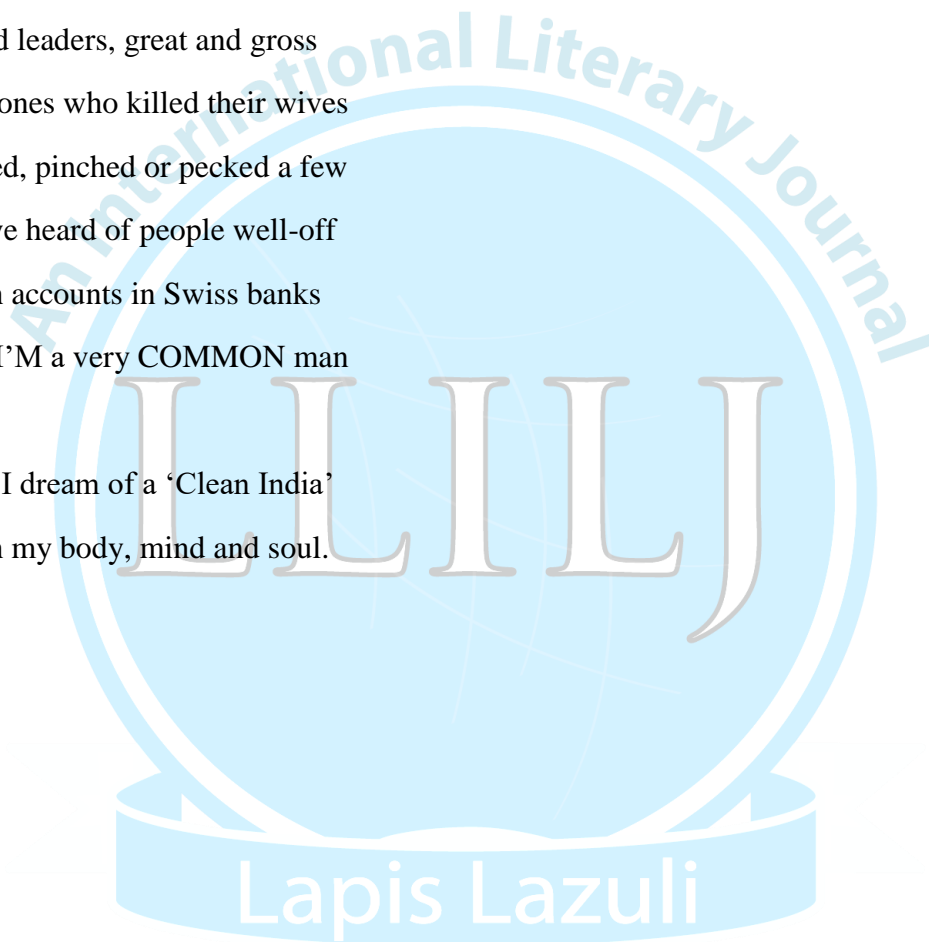 An International Literary Journal
d leaders, great and gross
ones who killed their wives
ed, pinched or pecked a few
ve heard of people well-off
n accounts in Swiss banks
I’M a very COMMON man
I dream of a ‘Clean India’
n my body, mind and soul.
LLILJ
Lapis Lazuli